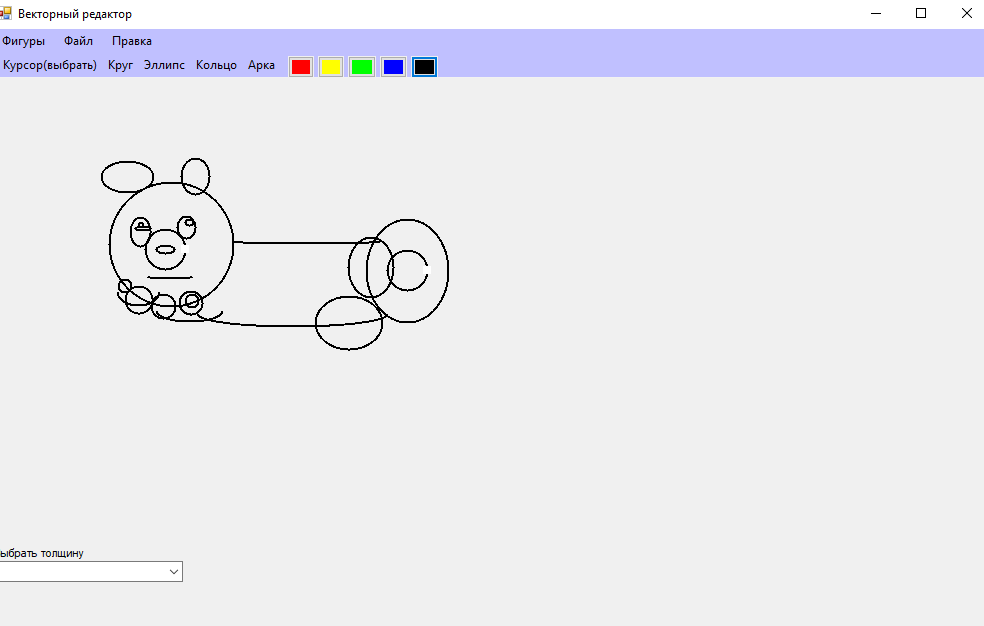 Векторный редактор
Фигуры Файл Правка
Курсор(выбрать) Круг Эллипс Кольцо Арка
ыбрать толщину